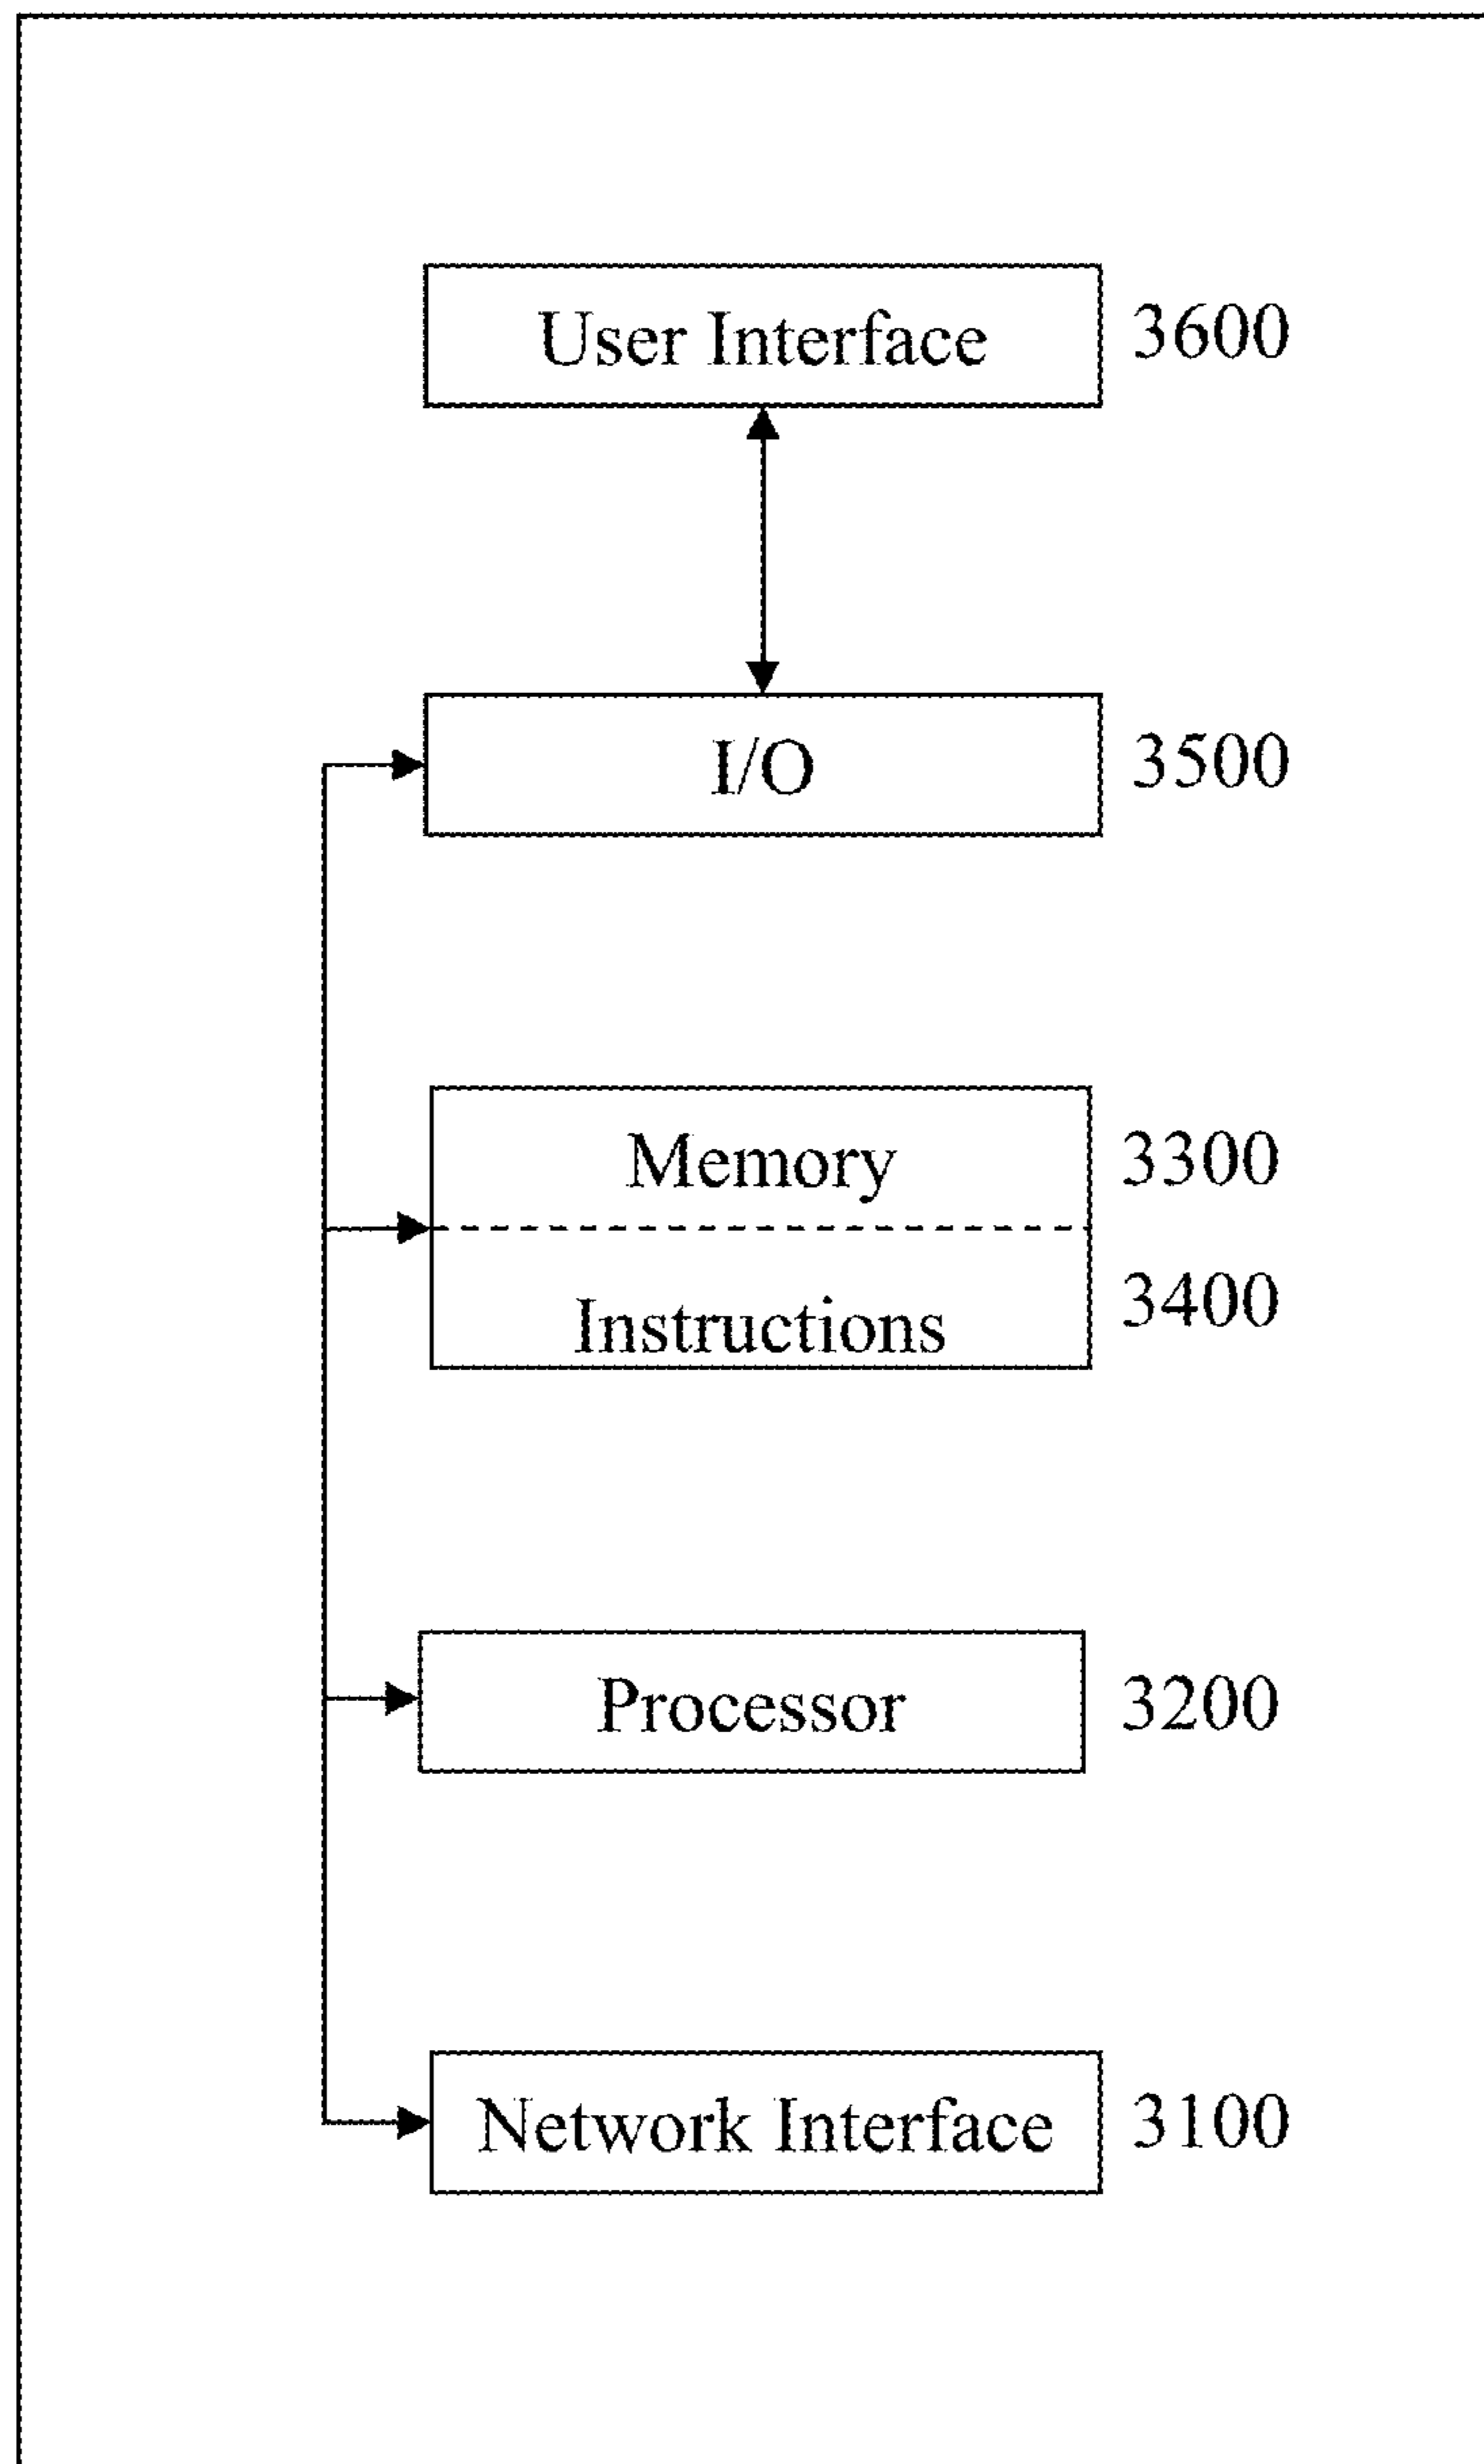 User Interface 3600
I/O 3500
Memory 3300
Instructions 3400
Processor 3200
Network Interface 3100